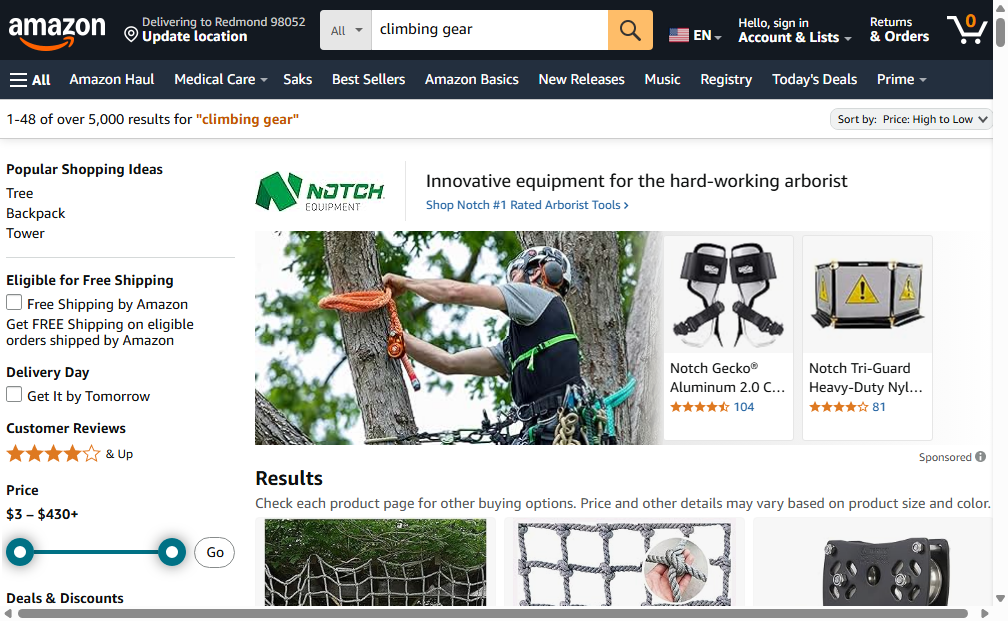 amazon
Delivering to Redmond 98052
Update location
All
climbing gear
EN
Hello, sign in
Account & Lists
Returns
& Orders
0
All
Amazon Haul
Medical Care
Saks
Best Sellers
Amazon Basics
New Releases
Music
Registry
Today's Deals
Prime
1-48 of over 5,000 results for "climbing gear"
Sort by: Price: High to Low
Popular Shopping Ideas
Tree
Backpack
Tower
Eligible for Free Shipping
Free Shipping by Amazon
Get FREE Shipping on eligible
orders shipped by Amazon
Delivery Day
Get It by Tomorrow
Customer Reviews
& Up
Price
$3 – $430+
Go
Deals & Discounts
NOTCH
EQUIPMENT
Innovative equipment for the hard-working arborist
Shop Notch #1 Rated Arborist Tools ›
Notch Gecko®
Aluminum 2.0 C...
104
Notch Tri-Guard
Heavy-Duty Nyl...
81
Sponsored
Results
Check each product page for other buying options. Price and other details may vary based on product size and color.